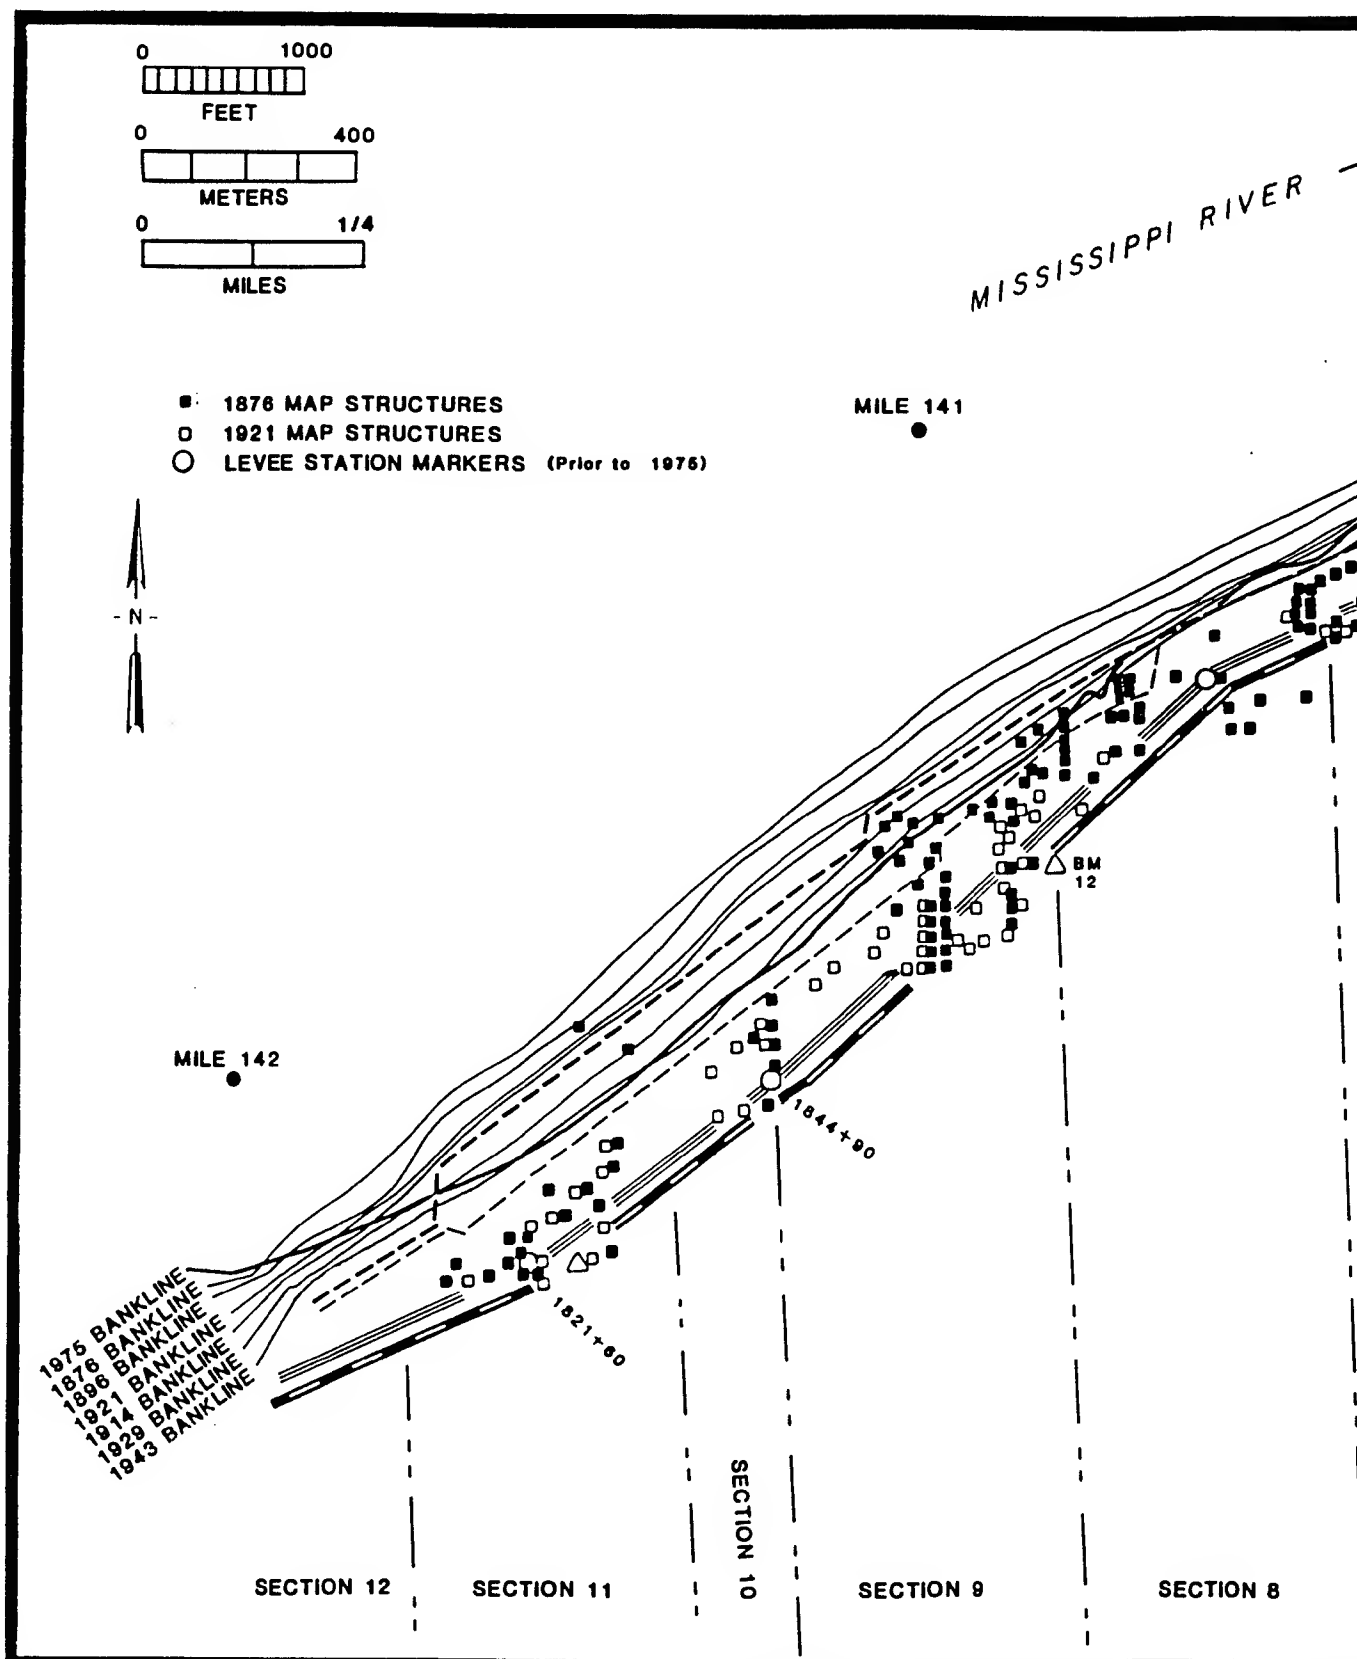 0 1000
FEET
0 400
METERS
0 1/4
MILES
MISSISSIPPI RIVER
1876 MAP STRUCTURES
1921 MAP STRUCTURES
LEVEE STATION MARKERS (Prior to 1975)
MILE 141
- N -
BM
12
MILE 142
1844+90
1821+60
1975 BANKLINE
1876 BANKLINE
1896 BANKLINE
1921 BANKLINE
1914 BANKLINE
1929 BANKLINE
1943 BANKLINE
SECTION 12
SECTION 11
SECTION 10
SECTION 9
SECTION 8